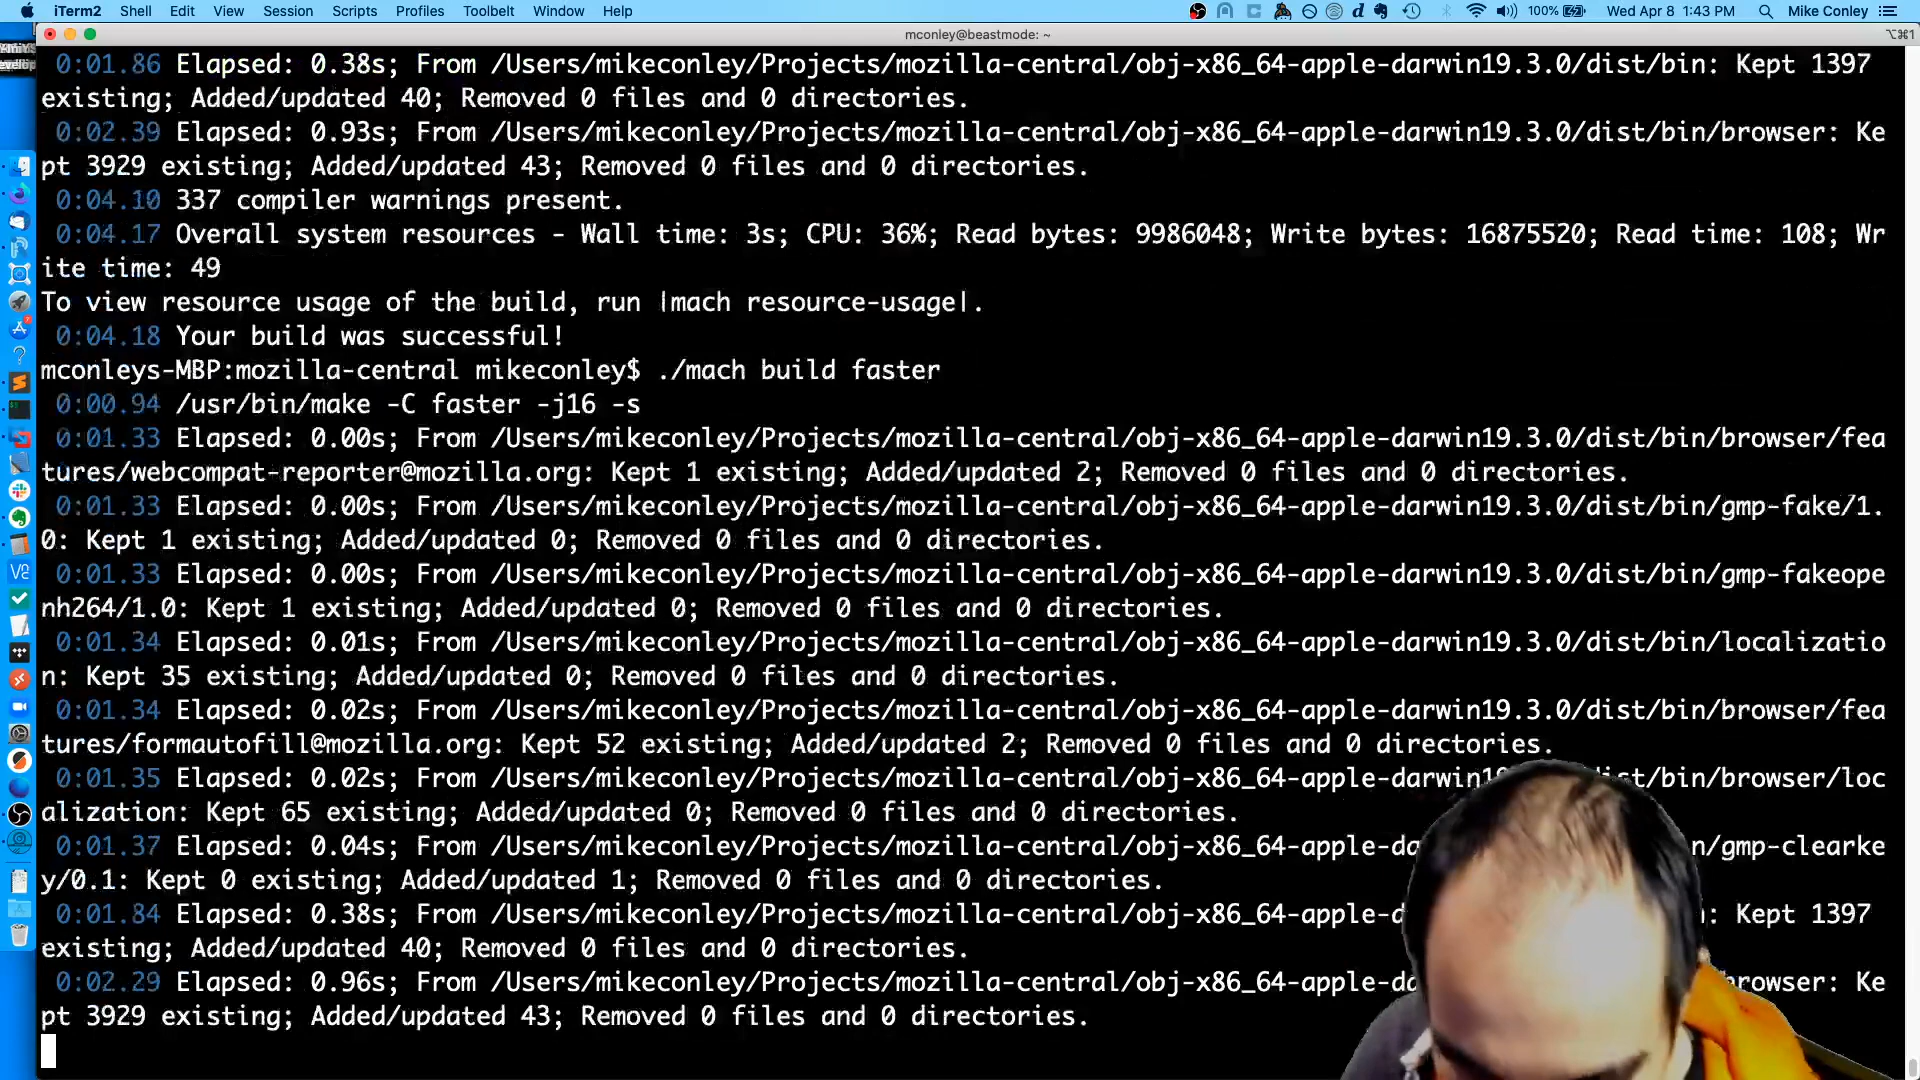 iTerm2 Shell Edit View Session Scripts Profiles Toolbelt Window Help 100% Wed Apr 8 1:43 PM Mike Conley
mconley@beastmode: ~ ⌥⌘1
0:01.86 Elapsed: 0.38s; From /Users/mikeconley/Projects/mozilla-central/obj-x86_64-apple-darwin19.3.0/dist/bin: Kept 1397
existing; Added/updated 40; Removed 0 files and 0 directories.
0:02.39 Elapsed: 0.93s; From /Users/mikeconley/Projects/mozilla-central/obj-x86_64-apple-darwin19.3.0/dist/bin/browser: Ke
pt 3929 existing; Added/updated 43; Removed 0 files and 0 directories.
0:04.10 337 compiler warnings present.
0:04.17 Overall system resources - Wall time: 3s; CPU: 36%; Read bytes: 9986048; Write bytes: 16875520; Read time: 108; Wr
ite time: 49
To view resource usage of the build, run |mach resource-usage|.
0:04.18 Your build was successful!
mconleys-MBP:mozilla-central mikeconley$ ./mach build faster
0:00.94 /usr/bin/make -C faster -j16 -s
0:01.33 Elapsed: 0.00s; From /Users/mikeconley/Projects/mozilla-central/obj-x86_64-apple-darwin19.3.0/dist/bin/browser/fea
tures/webcompat-reporter@mozilla.org: Kept 1 existing; Added/updated 2; Removed 0 files and 0 directories.
0:01.33 Elapsed: 0.00s; From /Users/mikeconley/Projects/mozilla-central/obj-x86_64-apple-darwin19.3.0/dist/bin/gmp-fake/1.
0: Kept 1 existing; Added/updated 0; Removed 0 files and 0 directories.
0:01.33 Elapsed: 0.00s; From /Users/mikeconley/Projects/mozilla-central/obj-x86_64-apple-darwin19.3.0/dist/bin/gmp-fakeope
nh264/1.0: Kept 1 existing; Added/updated 0; Removed 0 files and 0 directories.
0:01.34 Elapsed: 0.01s; From /Users/mikeconley/Projects/mozilla-central/obj-x86_64-apple-darwin19.3.0/dist/bin/localizatio
n: Kept 35 existing; Added/updated 0; Removed 0 files and 0 directories.
0:01.34 Elapsed: 0.02s; From /Users/mikeconley/Projects/mozilla-central/obj-x86_64-apple-darwin19.3.0/dist/bin/browser/fea
tures/formautofill@mozilla.org: Kept 52 existing; Added/updated 2; Removed 0 files and 0 directories.
0:01.35 Elapsed: 0.02s; From /Users/mikeconley/Projects/mozilla-central/obj-x86_64-apple-darwin19 ist/bin/browser/loc
alization: Kept 65 existing; Added/updated 0; Removed 0 files and 0 directories.
0:01.37 Elapsed: 0.04s; From /Users/mikeconley/Projects/mozilla-central/obj-x86_64-apple-da n/gmp-clearke
y/0.1: Kept 0 existing; Added/updated 1; Removed 0 files and 0 directories.
0:01.84 Elapsed: 0.38s; From /Users/mikeconley/Projects/mozilla-central/obj-x86_64-apple-d : Kept 1397
existing; Added/updated 40; Removed 0 files and 0 directories.
0:02.29 Elapsed: 0.96s; From /Users/mikeconley/Projects/mozilla-central/obj-x86_64-apple-da rowser: Ke
pt 3929 existing; Added/updated 43; Removed 0 files and 0 directories.